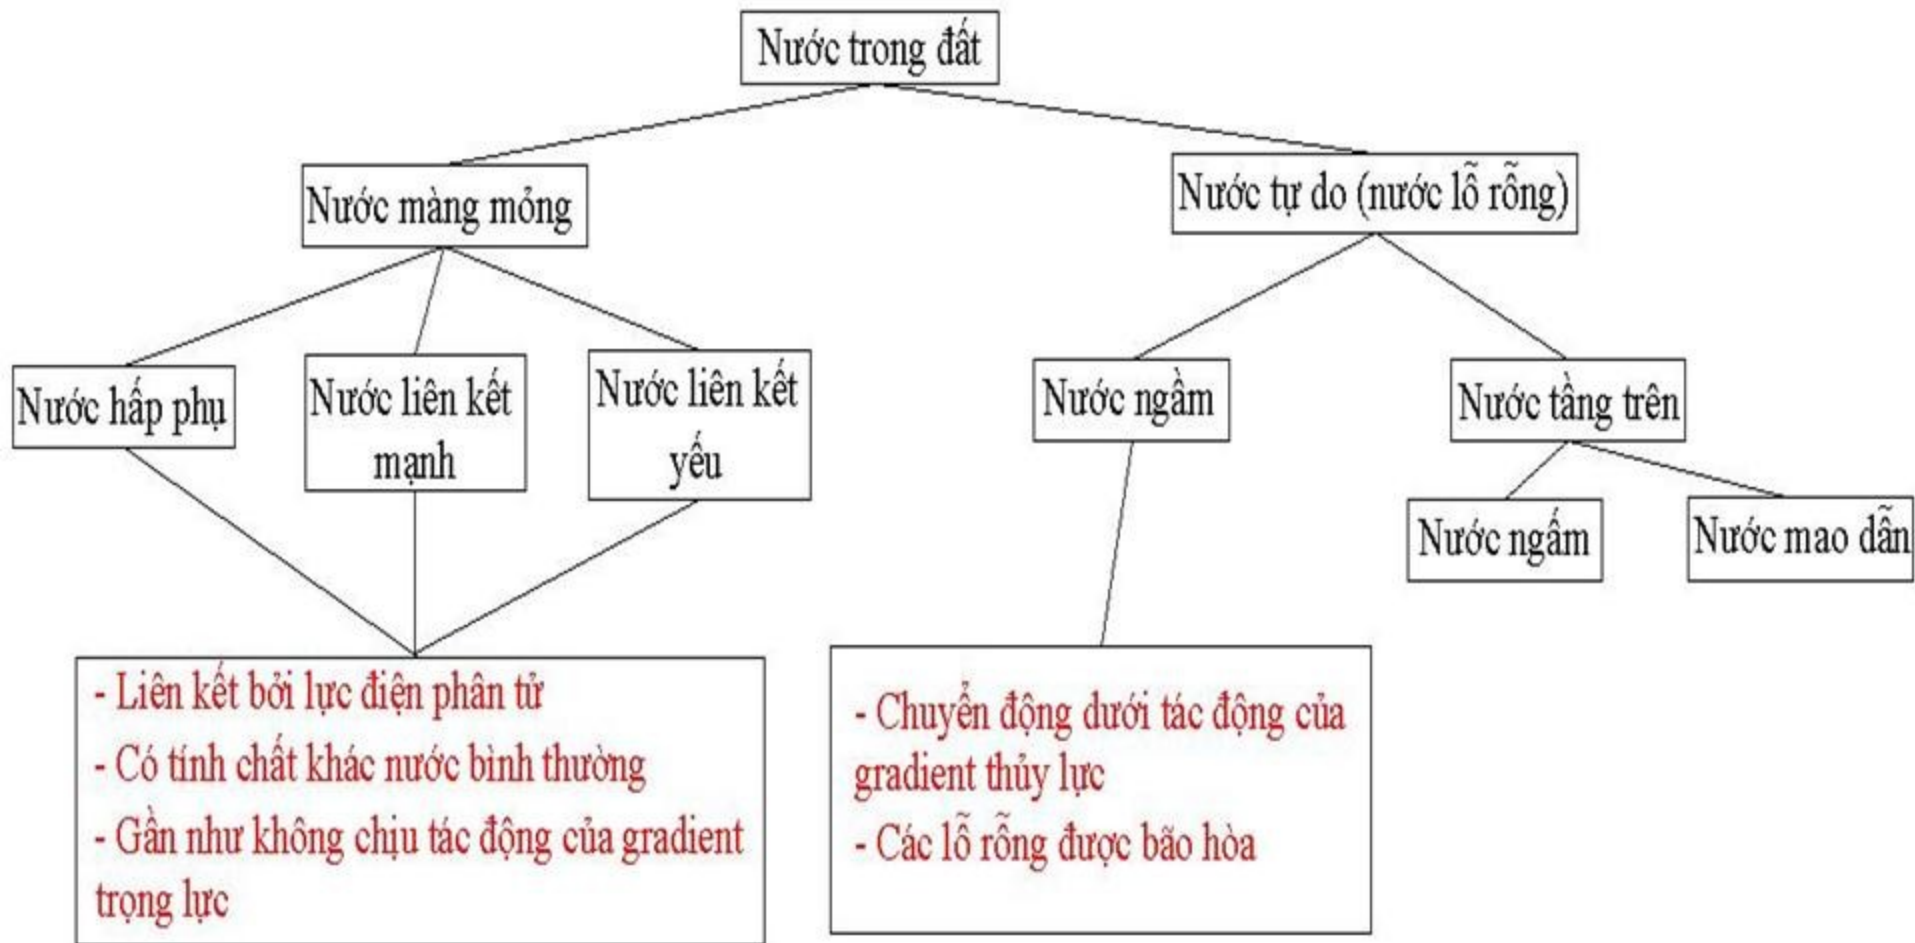 Nước trong đất
Nước màng mỏng
Nước tự do (nước lỗ rỗng)
Nước hấp phụ
Nước liên kết
mạnh
Nước liên kết
yếu
Nước ngầm
Nước tầng trên
Nước ngấm
Nước mao dẫn
- Liên kết bởi lực điện phân tử
- Có tính chất khác nước bình thường
- Gần như không chịu tác động của gradient
trọng lực
- Chuyển động dưới tác động của
gradient thủy lực
- Các lỗ rỗng được bão hòa